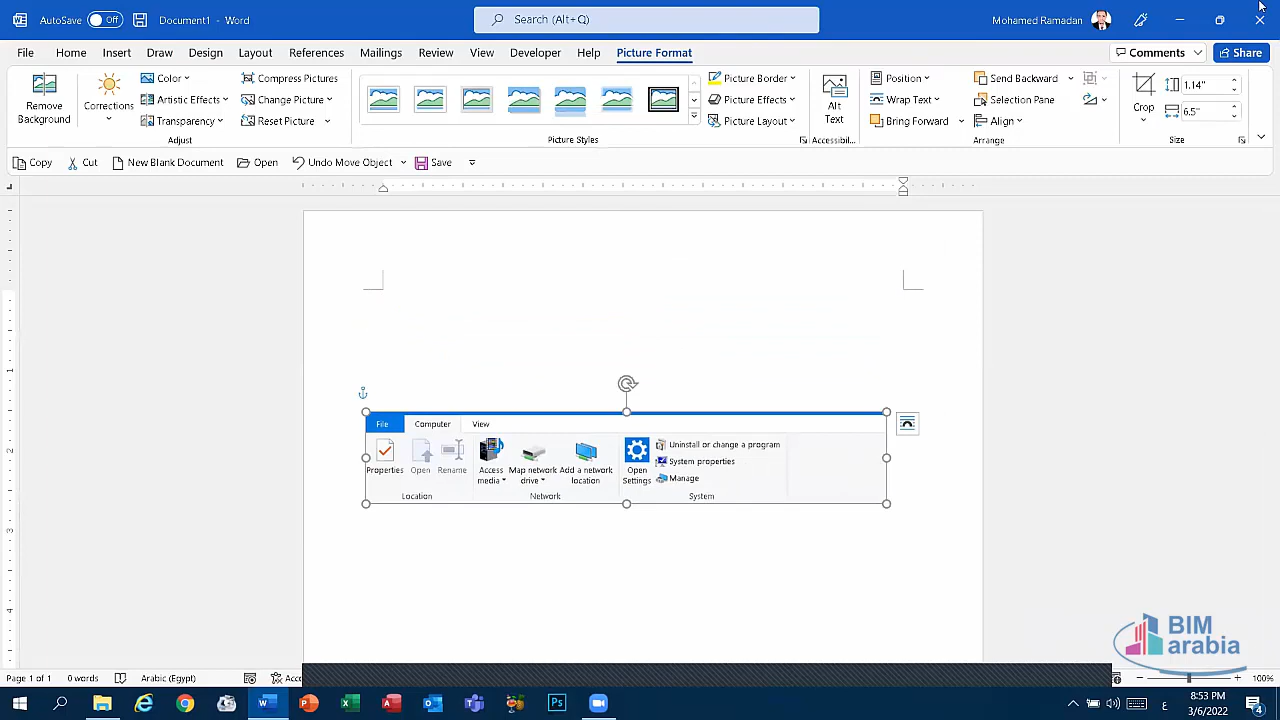 AutoSave Off Document1 - Word Search (Alt+Q) Mohamed Ramadan
File Home Insert Draw Design Layout References Mailings Review View Developer Help Picture Format Comments Share
Remove Background
Corrections
Color
Artistic Effects
Transparency
Compress Pictures
Change Picture
Reset Picture
Adjust
Picture Styles
Picture Border
Picture Effects
Picture Layout
Alt Text
Accessibil...
Position
Wrap Text
Bring Forward
Send Backward
Selection Pane
Align
Arrange
Crop
1.14"
6.5"
Size
Copy Cut New Blank Document Open Undo Move Object Save
File Computer View
Properties
Open
Rename
Location
Access media
Map network drive
Add a network location
Network
Open Settings
Uninstall or change a program
System properties
Manage
System
BIM
arabia
Page 1 of 1 0 words Arabic (Egypt) 100%
8:53 PM
3/6/2022